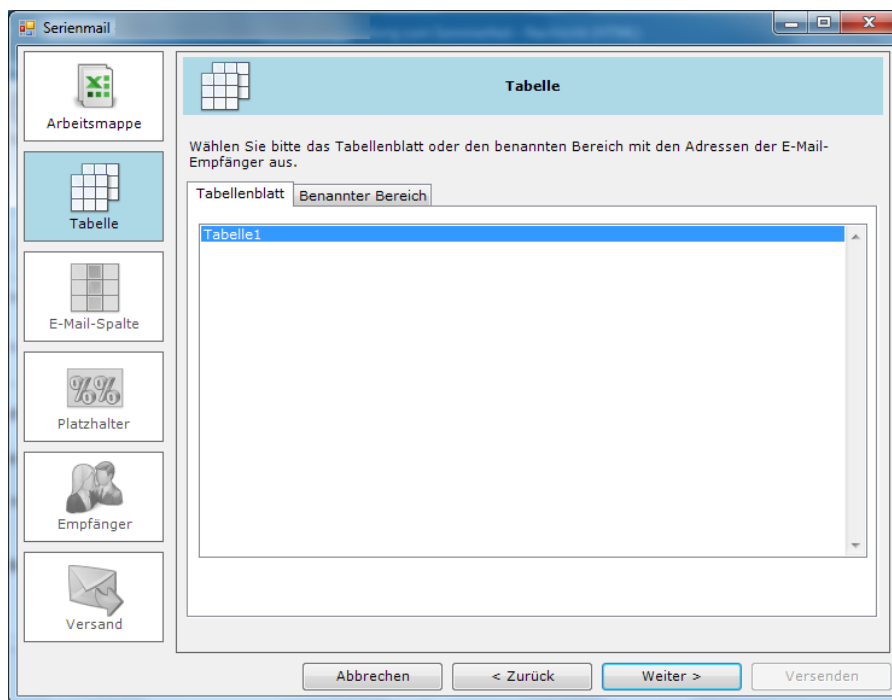 Serienmail
Arbeitsmappe
Tabelle
E-Mail-Spalte
Platzhalter
Empfänger
Versand
Tabelle
Wählen Sie bitte das Tabellenblatt oder den benannten Bereich mit den Adressen der E-Mail-
Empfänger aus.
Tabellenblatt Benannter Bereich
Tabelle1
Abbrechen < Zurück Weiter > Versenden